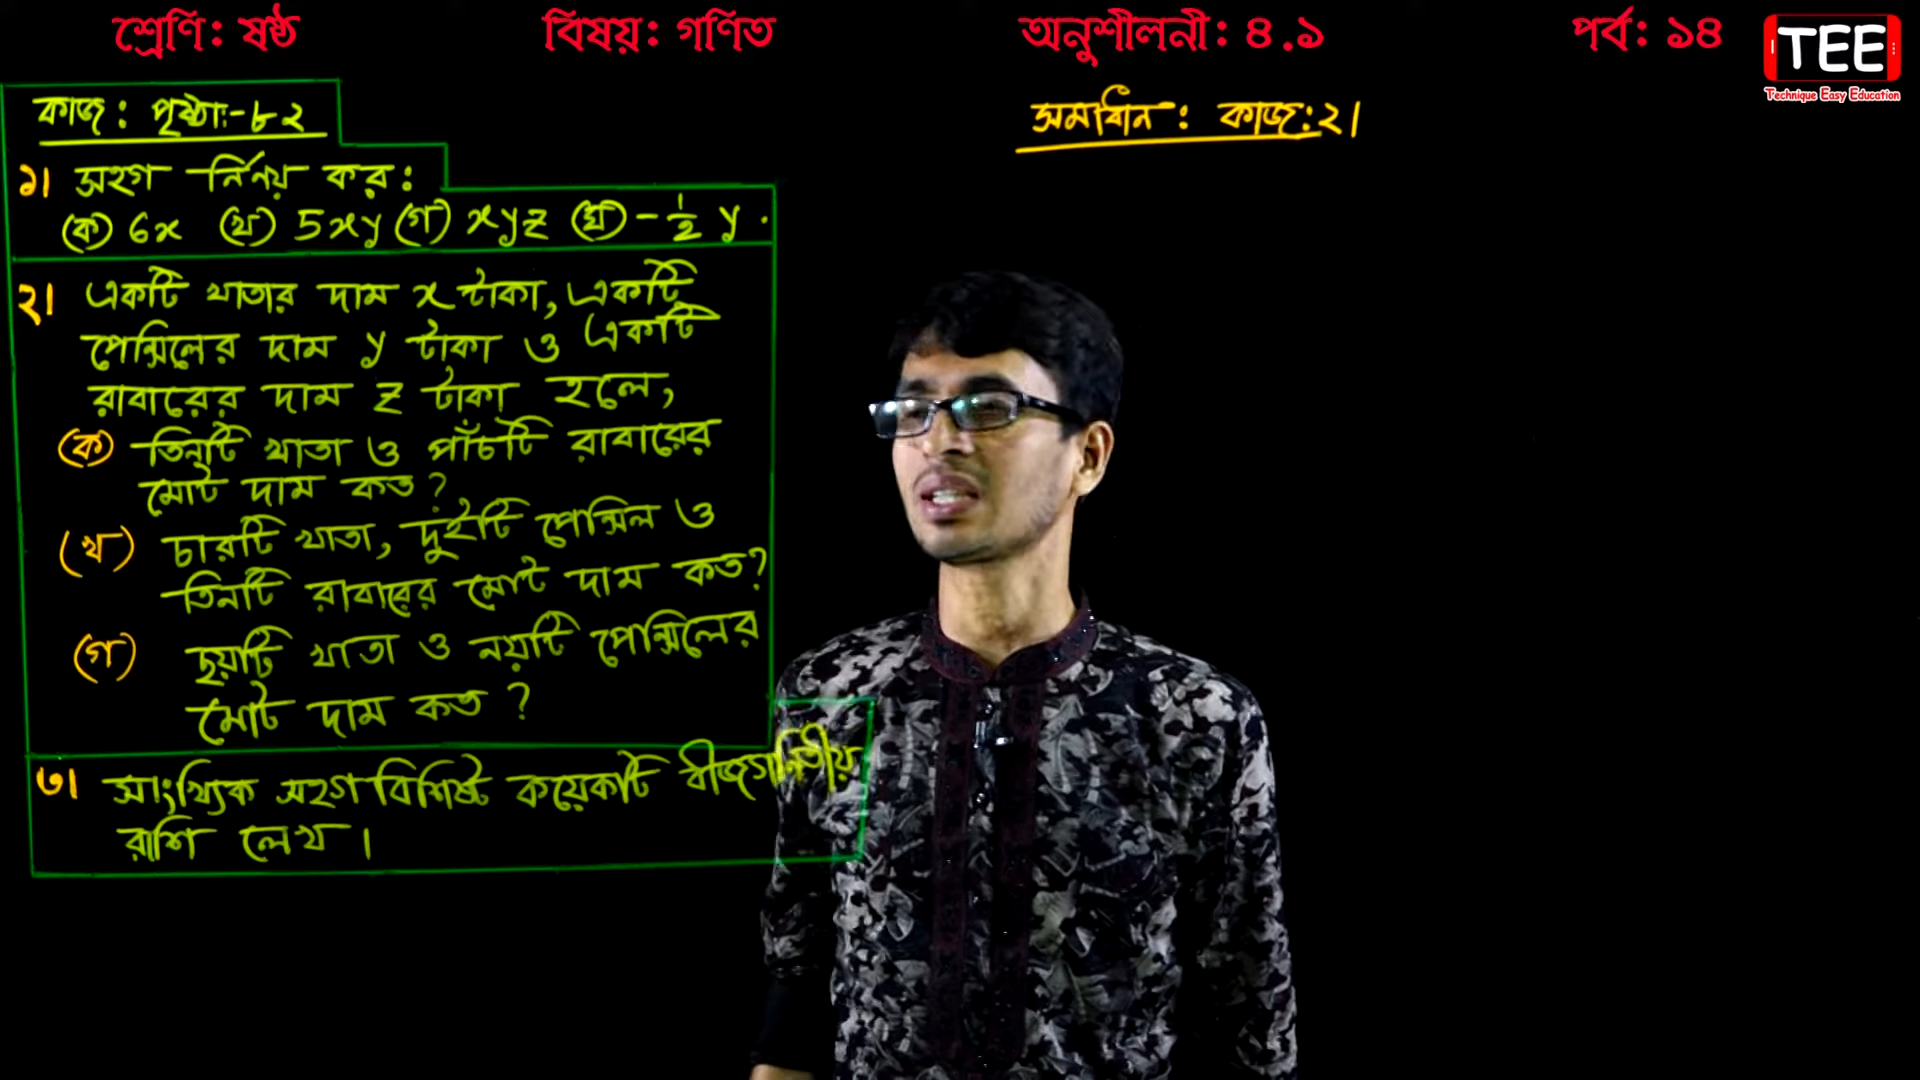 শ্রেণি: ষষ্ঠ বিষয়: গণিত অনুশীলনী: ৪.১ পর্ব: ১৪
TEE
Technique Easy Education
কাজ: পৃষ্ঠা:-৮২
১। সহগ নির্নয় কর:
(ক) 6x (খ) 5xy (গ) xyz (ঘ) -1/2 y.
২। একটি খাতার দাম x টাকা, একটি
পেন্সিলের দাম y টাকা ও একটি
রাবারের দাম z টাকা হলে,
(ক) তিনটি খাতা ও পাঁচটি রাবারের
মোট দাম কত?
(খ) চারটি খাতা, দুইটি পেন্সিল ও
তিনটি রাবারের মোট দাম কত?
(গ) ছয়টি খাতা ও নয়টি পেন্সিলের
মোট দাম কত?
৩। সাংখ্যিক সহগ বিশিষ্ট কয়েকটি বীজগনিতীয়
রাশি লেখ।
সমাধান: কাজ:২।